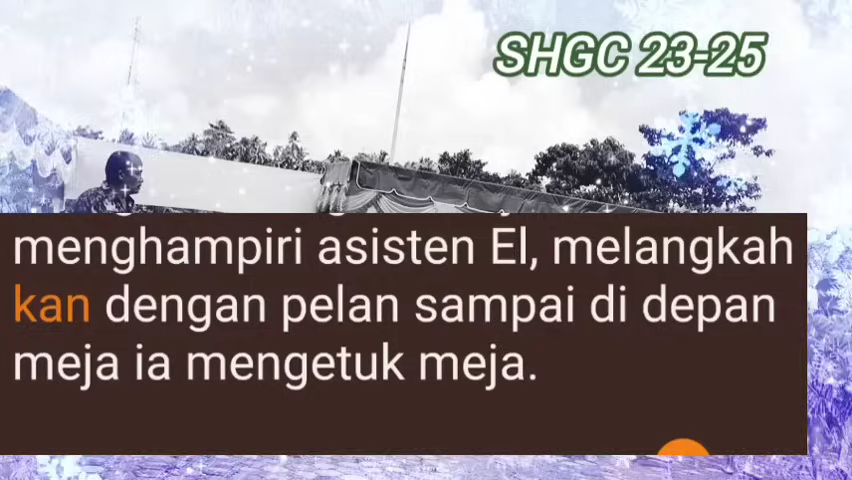 SHGC 23-25
menghampiri asisten El, melangkah
kan dengan pelan sampai di depan
meja ia mengetuk meja.